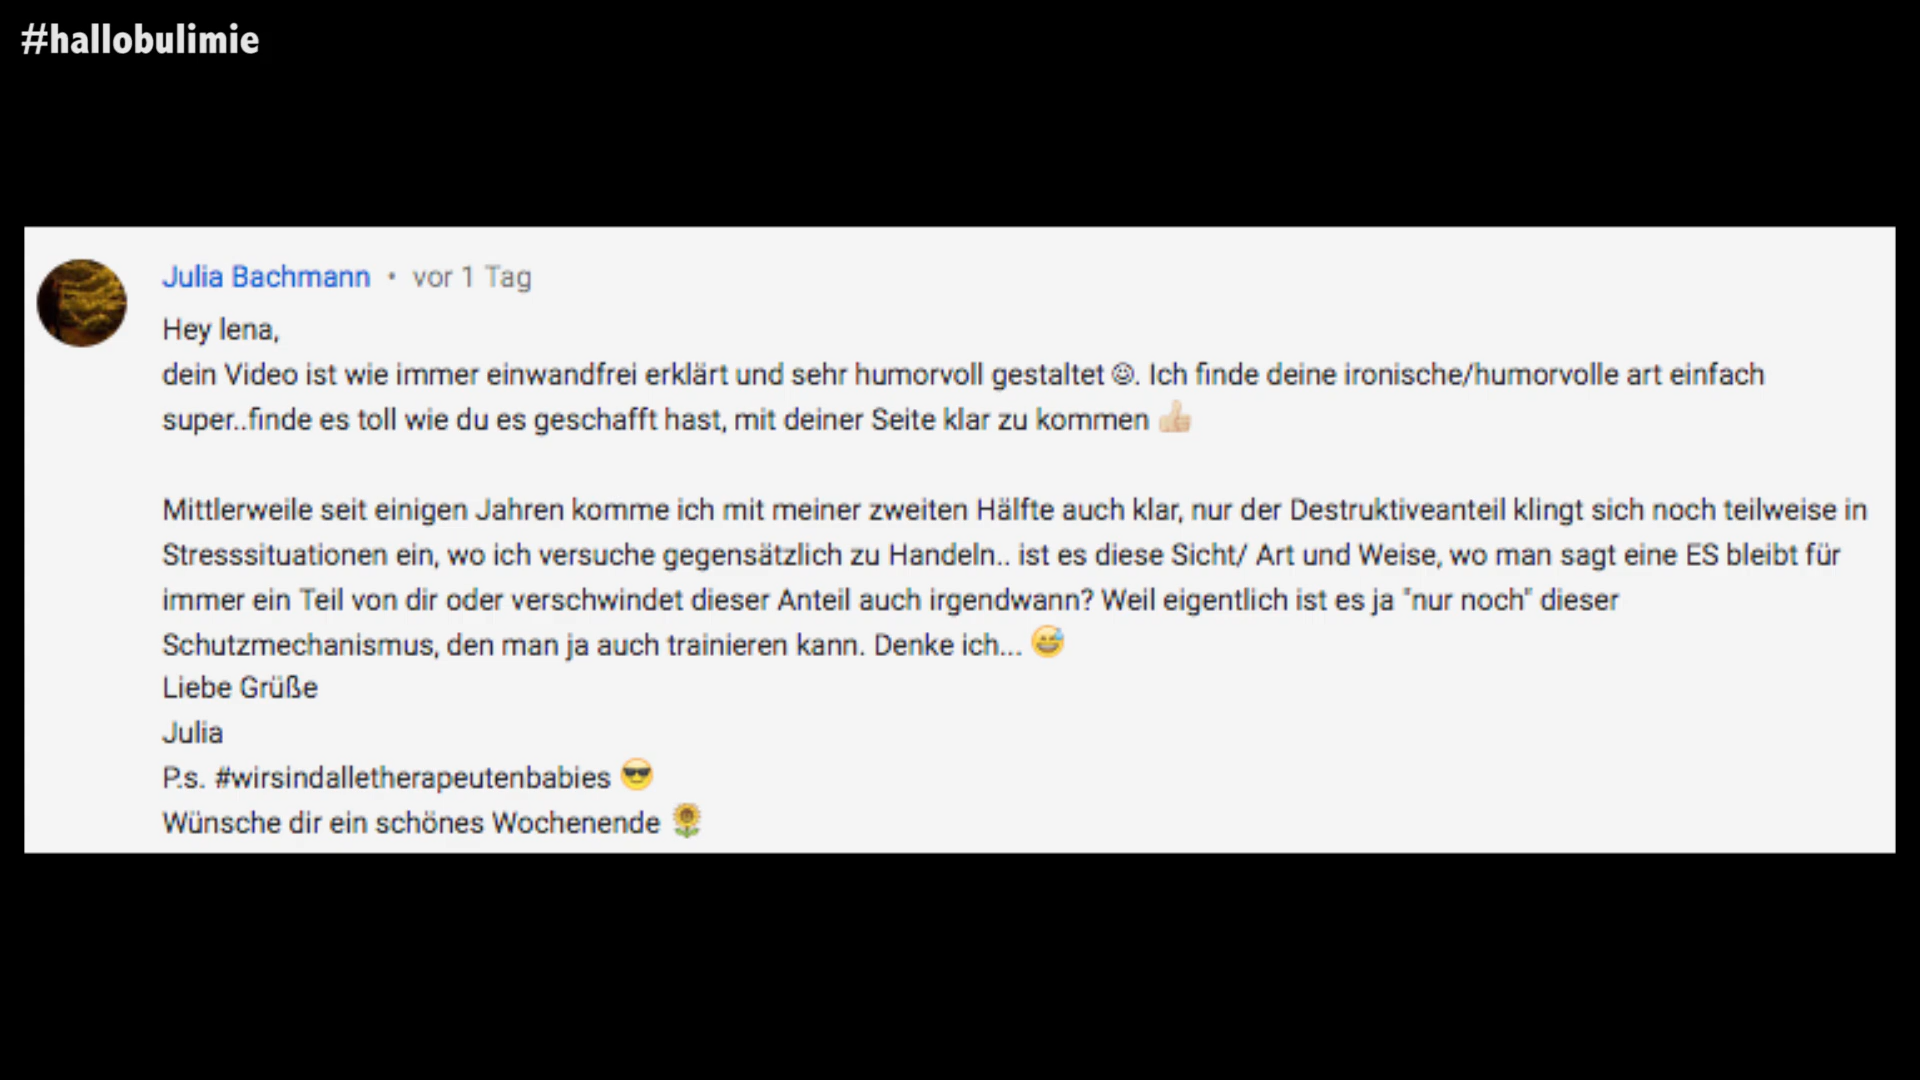 #hallobulimie
Julia Bachmann • vor 1 Tag
Hey lena,
dein Video ist wie immer einwandfrei erklärt und sehr humorvoll gestaltet ☺. Ich finde deine ironische/humorvolle art einfach
super..finde es toll wie du es geschafft hast, mit deiner Seite klar zu kommen 👍🏼
Mittlerweile seit einigen Jahren komme ich mit meiner zweiten Hälfte auch klar, nur der Destruktiveanteil klingt sich noch teilweise in
Stresssituationen ein, wo ich versuche gegensätzlich zu Handeln.. ist es diese Sicht/ Art und Weise, wo man sagt eine ES bleibt für
immer ein Teil von dir oder verschwindet dieser Anteil auch irgendwann? Weil eigentlich ist es ja "nur noch" dieser
Schutzmechanismus, den man ja auch trainieren kann. Denke ich... 😅
Liebe Grüße
Julia
P.s. #wirsindalletherapeutenbabies 😎
Wünsche dir ein schönes Wochenende 🌻